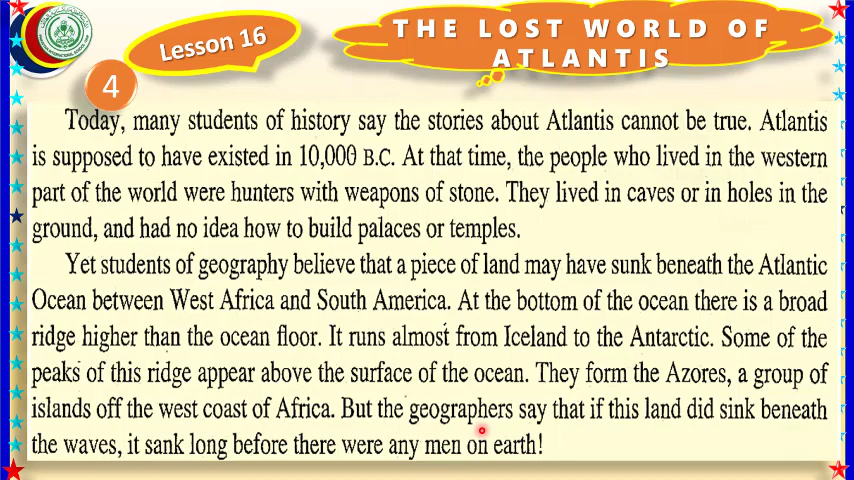 Lesson 16
THE LOST WORLD OF
ATLANTIS
4
Today, many students of history say the stories about Atlantis cannot be true. Atlantis
is supposed to have existed in 10,000 B.C. At that time, the people who lived in the western
part of the world were hunters with weapons of stone. They lived in caves or in holes in the
ground, and had no idea how to build palaces or temples.
Yet students of geography believe that a piece of land may have sunk beneath the Atlantic
Ocean between West Africa and South America. At the bottom of the ocean there is a broad
ridge higher than the ocean floor. It runs almost from Iceland to the Antarctic. Some of the
peaks of this ridge appear above the surface of the ocean. They form the Azores, a group of
islands off the west coast of Africa. But the geographers say that if this land did sink beneath
the waves, it sank long before there were any men on earth!